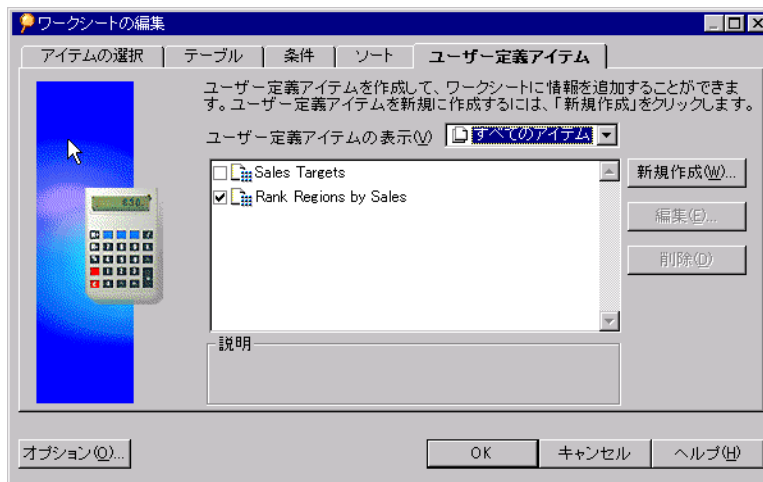 ワークシートの編集
アイテムの選択 テーブル 条件 ソート ユーザー定義アイテム
ユーザー定義アイテムを作成して、ワークシートに情報を追加することができま
す。ユーザー定義アイテムを新規に作成するには、「新規作成」をクリックします。
ユーザー定義アイテムの表示(V) すべてのアイテム
Sales Targets
Rank Regions by Sales
新規作成(W)...
編集(E)...
削除(D)
説明
オプション(O)... OK キャンセル ヘルプ(H)